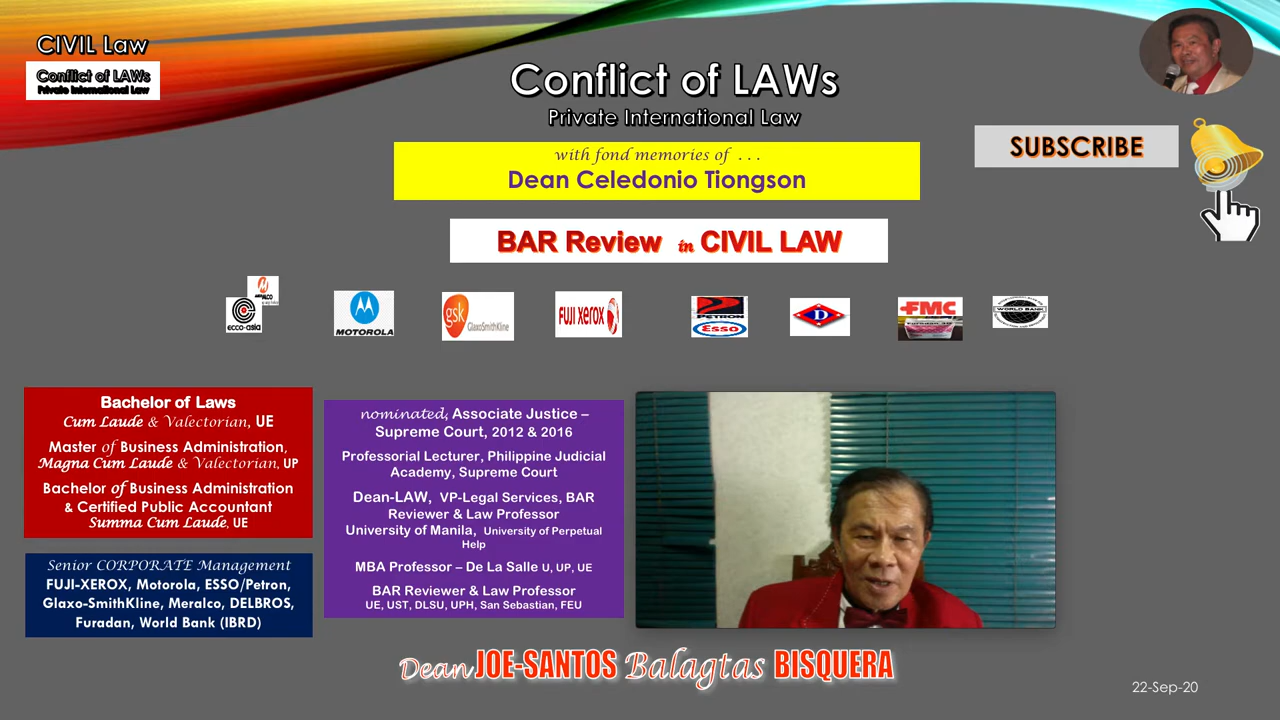 CIVIL Law
Conflict of LAWs
Private International Law
Conflict of LAWs
Private International Law
with fond memories of . . .
Dean Celedonio Tiongson
SUBSCRIBE
BAR Review in CIVIL LAW
ecco-asia
MOTOROLA
gsk GlaxoSmithKline
FUJI XEROX
PETRON
Esso
D
FMC
WORLD BANK
Bachelor of Laws
Cum Laude & Valectorian, UE
Master of Business Administration,
Magna Cum Laude & Valectorian, UP
Bachelor of Business Administration
& Certified Public Accountant
Summa Cum Laude, UE
Senior CORPORATE Management
FUJI-XEROX, Motorola, ESSO/Petron,
Glaxo-SmithKline, Meralco, DELBROS,
Furadan, World Bank (IBRD)
nominated, Associate Justice –
Supreme Court, 2012 & 2016
Professorial Lecturer, Philippine Judicial
Academy, Supreme Court
Dean-LAW, VP-Legal Services, BAR
Reviewer & Law Professor
University of Manila, University of Perpetual
Help
MBA Professor – De La Salle U, UP, UE
BAR Reviewer & Law Professor
UE, UST, DLSU, UPH, San Sebastian, FEU
Dean JOE-SANTOS Balagtas BISQUERA
22-Sep-20